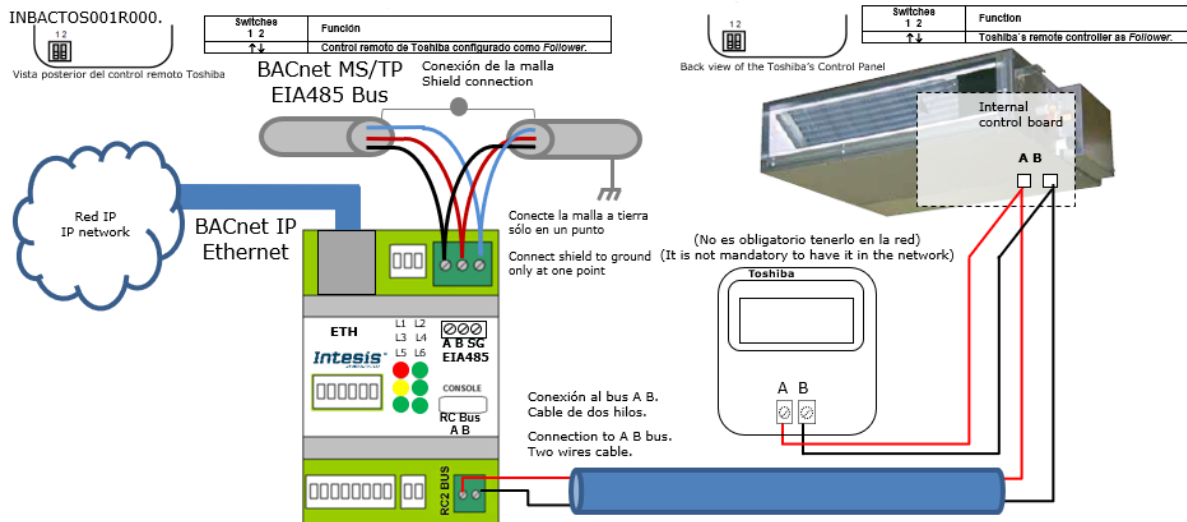 INBACTOS001R000.
1 2
Vista posterior del control remoto Toshiba
Switches
1 2
Función
↑↓
Control remoto de Toshiba configurado como Follower.
1 2
Back view of the Toshiba's Control Panel
Switches
1 2
Function
↑↓
Toshiba`s remote controller as Follower.
BACnet MS/TP
EIA485 Bus
Conexión de la malla
Shield connection
Internal
control board
A B
Red IP
IP network
BACnet IP
Ethernet
Conecte la malla a tierra
sólo en un punto
Connect shield to ground
only at one point
(No es obligatorio tenerlo en la red)
(It is not mandatory to have it in the network)
Toshiba
A B
ETH
L1 L2
L3 L4
L5 L6
A B SG
EIA485
Intesis
CONSOLE
RC Bus
A B
RC2 BUS
Conexión al bus A B.
Cable de dos hilos.
Connection to A B bus.
Two wires cable.